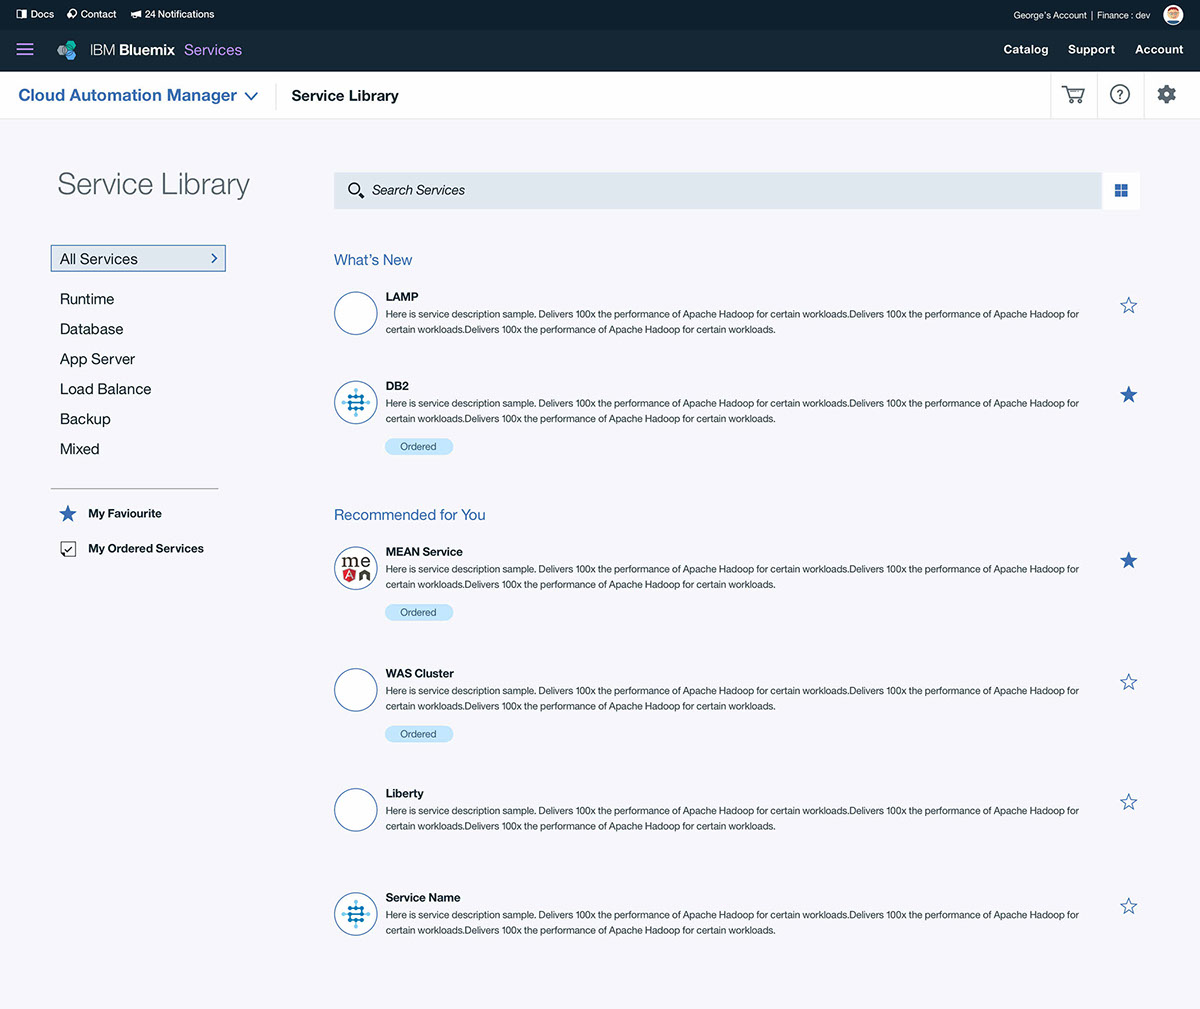 Docs Contact 24 Notifications George's Account | Finance : dev
IBM Bluemix Services Catalog Support Account
Cloud Automation Manager Service Library
Service Library
Search Services
All Services
Runtime
Database
App Server
Load Balance
Backup
Mixed
My Faviourite
My Ordered Services
What's New
LAMP
Here is service description sample. Delivers 100x the performance of Apache Hadoop for certain workloads.Delivers 100x the performance of Apache Hadoop for
certain workloads.Delivers 100x the performance of Apache Hadoop for certain workloads.
DB2
Here is service description sample. Delivers 100x the performance of Apache Hadoop for certain workloads.Delivers 100x the performance of Apache Hadoop for
certain workloads.Delivers 100x the performance of Apache Hadoop for certain workloads.
Ordered
Recommended for You
me
an
MEAN Service
Here is service description sample. Delivers 100x the performance of Apache Hadoop for certain workloads.Delivers 100x the performance of Apache Hadoop for
certain workloads.Delivers 100x the performance of Apache Hadoop for certain workloads.
Ordered
WAS Cluster
Here is service description sample. Delivers 100x the performance of Apache Hadoop for certain workloads.Delivers 100x the performance of Apache Hadoop for
certain workloads.Delivers 100x the performance of Apache Hadoop for certain workloads.
Ordered
Liberty
Here is service description sample. Delivers 100x the performance of Apache Hadoop for certain workloads.Delivers 100x the performance of Apache Hadoop for
certain workloads.Delivers 100x the performance of Apache Hadoop for certain workloads.
Service Name
Here is service description sample. Delivers 100x the performance of Apache Hadoop for certain workloads.Delivers 100x the performance of Apache Hadoop for
certain workloads.Delivers 100x the performance of Apache Hadoop for certain workloads.